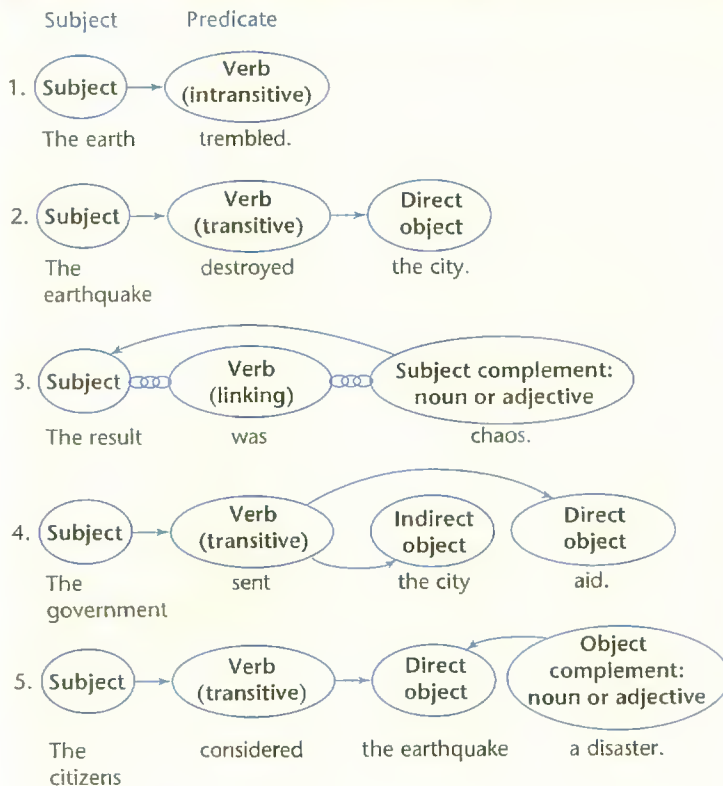 Subject Predicate
1. Subject Verb (intransitive)
The earth trembled.
2. Subject Verb (transitive) Direct object
The earthquake destroyed the city.
3. Subject Verb (linking) Subject complement: noun or adjective
The result was chaos.
4. Subject Verb (transitive) Indirect object Direct object
The government sent the city aid.
5. Subject Verb (transitive) Direct object Object complement: noun or adjective
The citizens considered the earthquake a disaster.